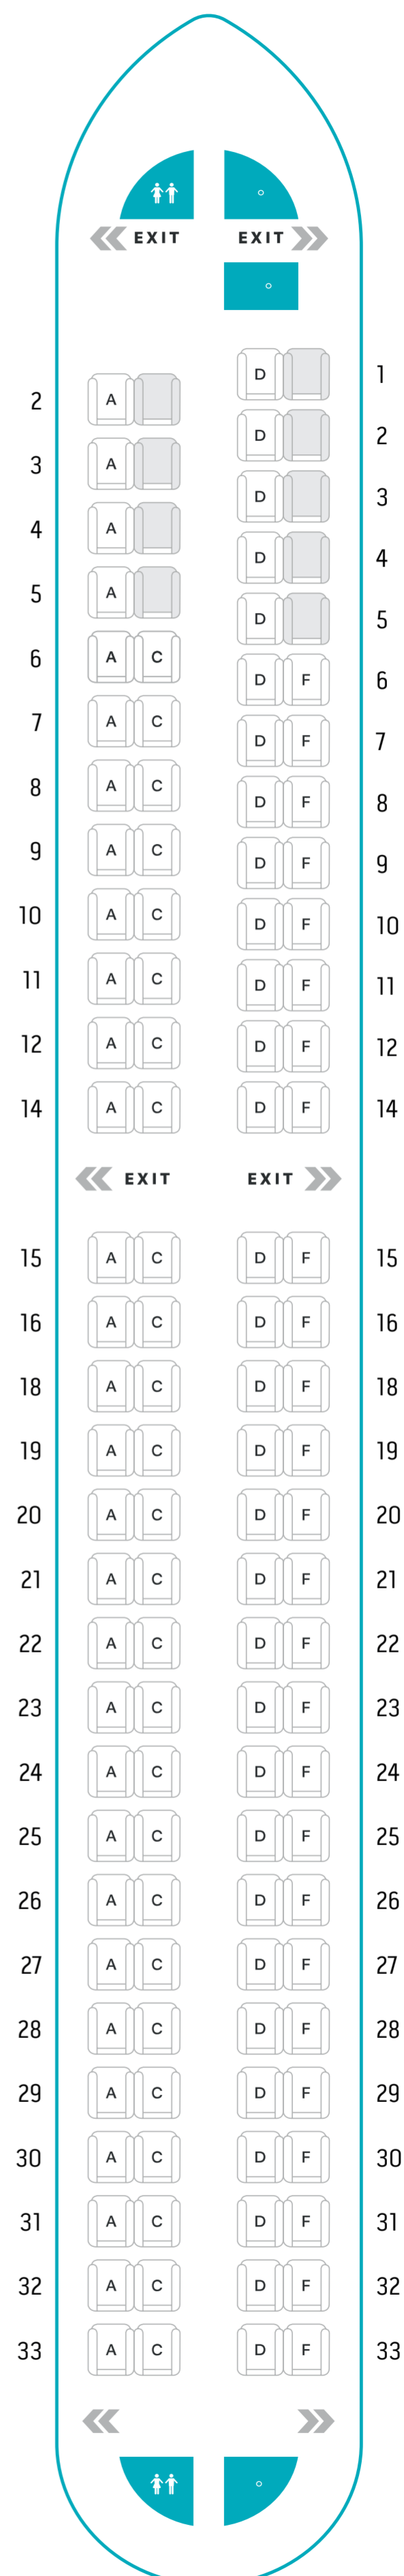 EXIT EXIT
D 1
2 A D 2
3 A D 3
4 A D 4
5 A D 5
6 A C D F 6
7 A C D F 7
8 A C D F 8
9 A C D F 9
10 A C D F 10
11 A C D F 11
12 A C D F 12
14 A C D F 14
EXIT EXIT
15 A C D F 15
16 A C D F 16
18 A C D F 18
19 A C D F 19
20 A C D F 20
21 A C D F 21
22 A C D F 22
23 A C D F 23
24 A C D F 24
25 A C D F 25
26 A C D F 26
27 A C D F 27
28 A C D F 28
29 A C D F 29
30 A C D F 30
31 A C D F 31
32 A C D F 32
33 A C D F 33